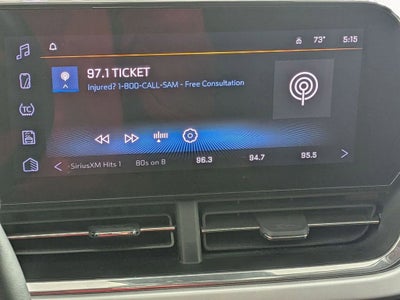 73° 5:15
97.1 TICKET
Injured? 1-800-CALL-SAM - Free Consultation
TC
SiriusXM Hits 1 80s on 8 96.3 94.7 95.5